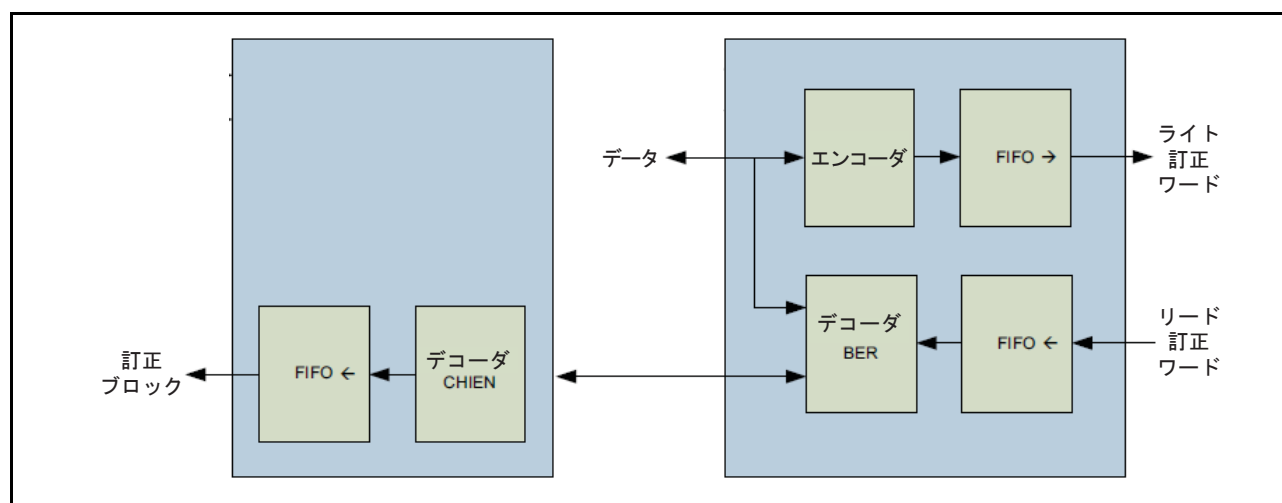 データ
エンコーダ
FIFO →
ライト
訂正
ワード
訂正
ブロック
FIFO ←
デコーダ
CHIEN
デコーダ
BER
FIFO ←
リード
訂正
ワード